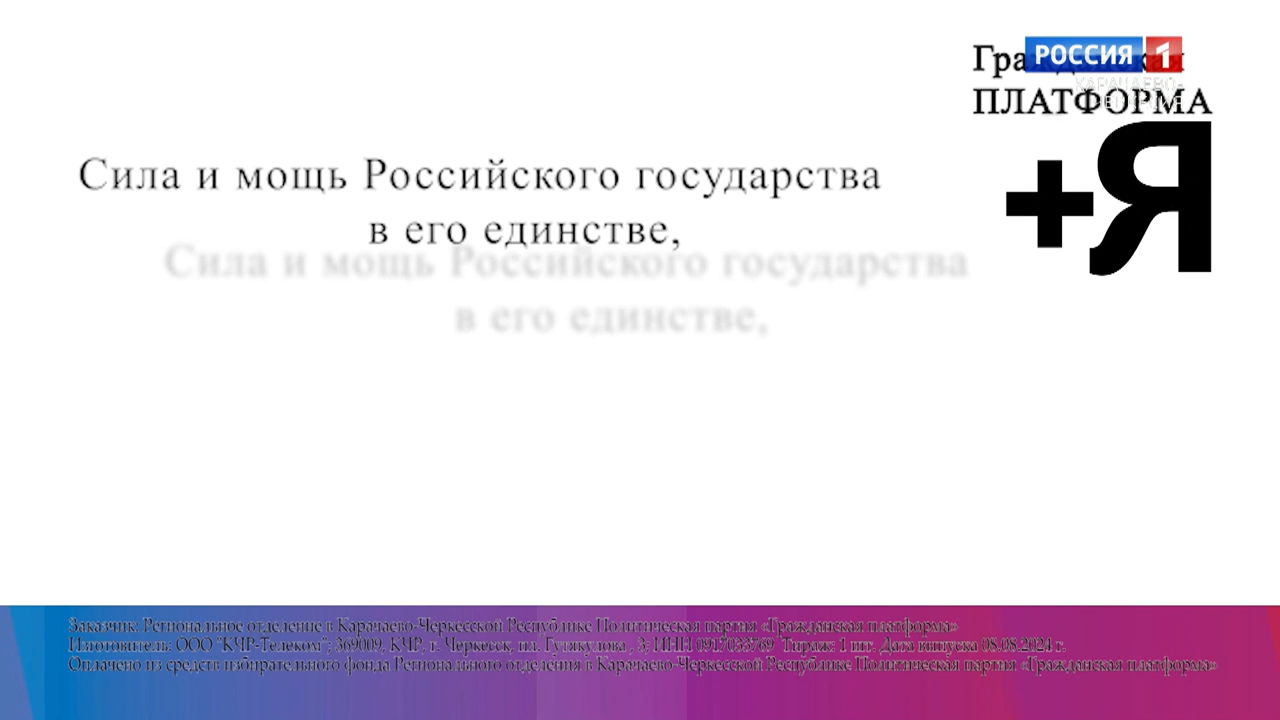 Гражданская
РОССИЯ 1
КАРАЧАЕВО-
ПЛАТФОРМА
+Я
Сила и мощь Российского государства
в его единстве,
Сила и мощь Российского государства
в его единстве,
Заказчик: Региональное отделение в Карачаево-Черкесской Республике Политическая партия «Гражданская платформа»
Изготовитель: ООО "КЧР-Телеком"; 369009, КЧР, г. Черкесск, пл. Гутякулова , 3; ИНН 0917033769 Тираж: 1 шт. Дата выпуска 08.08.2024 г.
Оплачено из средств избирательного фонда Регионального отделения в Карачаево-Черкесской Республике Политическая партия «Гражданская платформа»